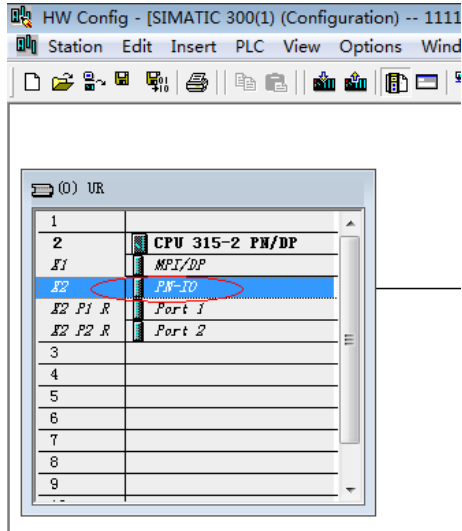 HW Config - [SIMATIC 300(1) (Configuration) -- 1111
Station Edit Insert PLC View Options Wind
(0) UR
1
2 CPU 315-2 PN/DP
X1 MPI/DP
X2 PN-IO
X2 P1 R Port 1
X2 P2 R Port 2
3
4
5
6
7
8
9